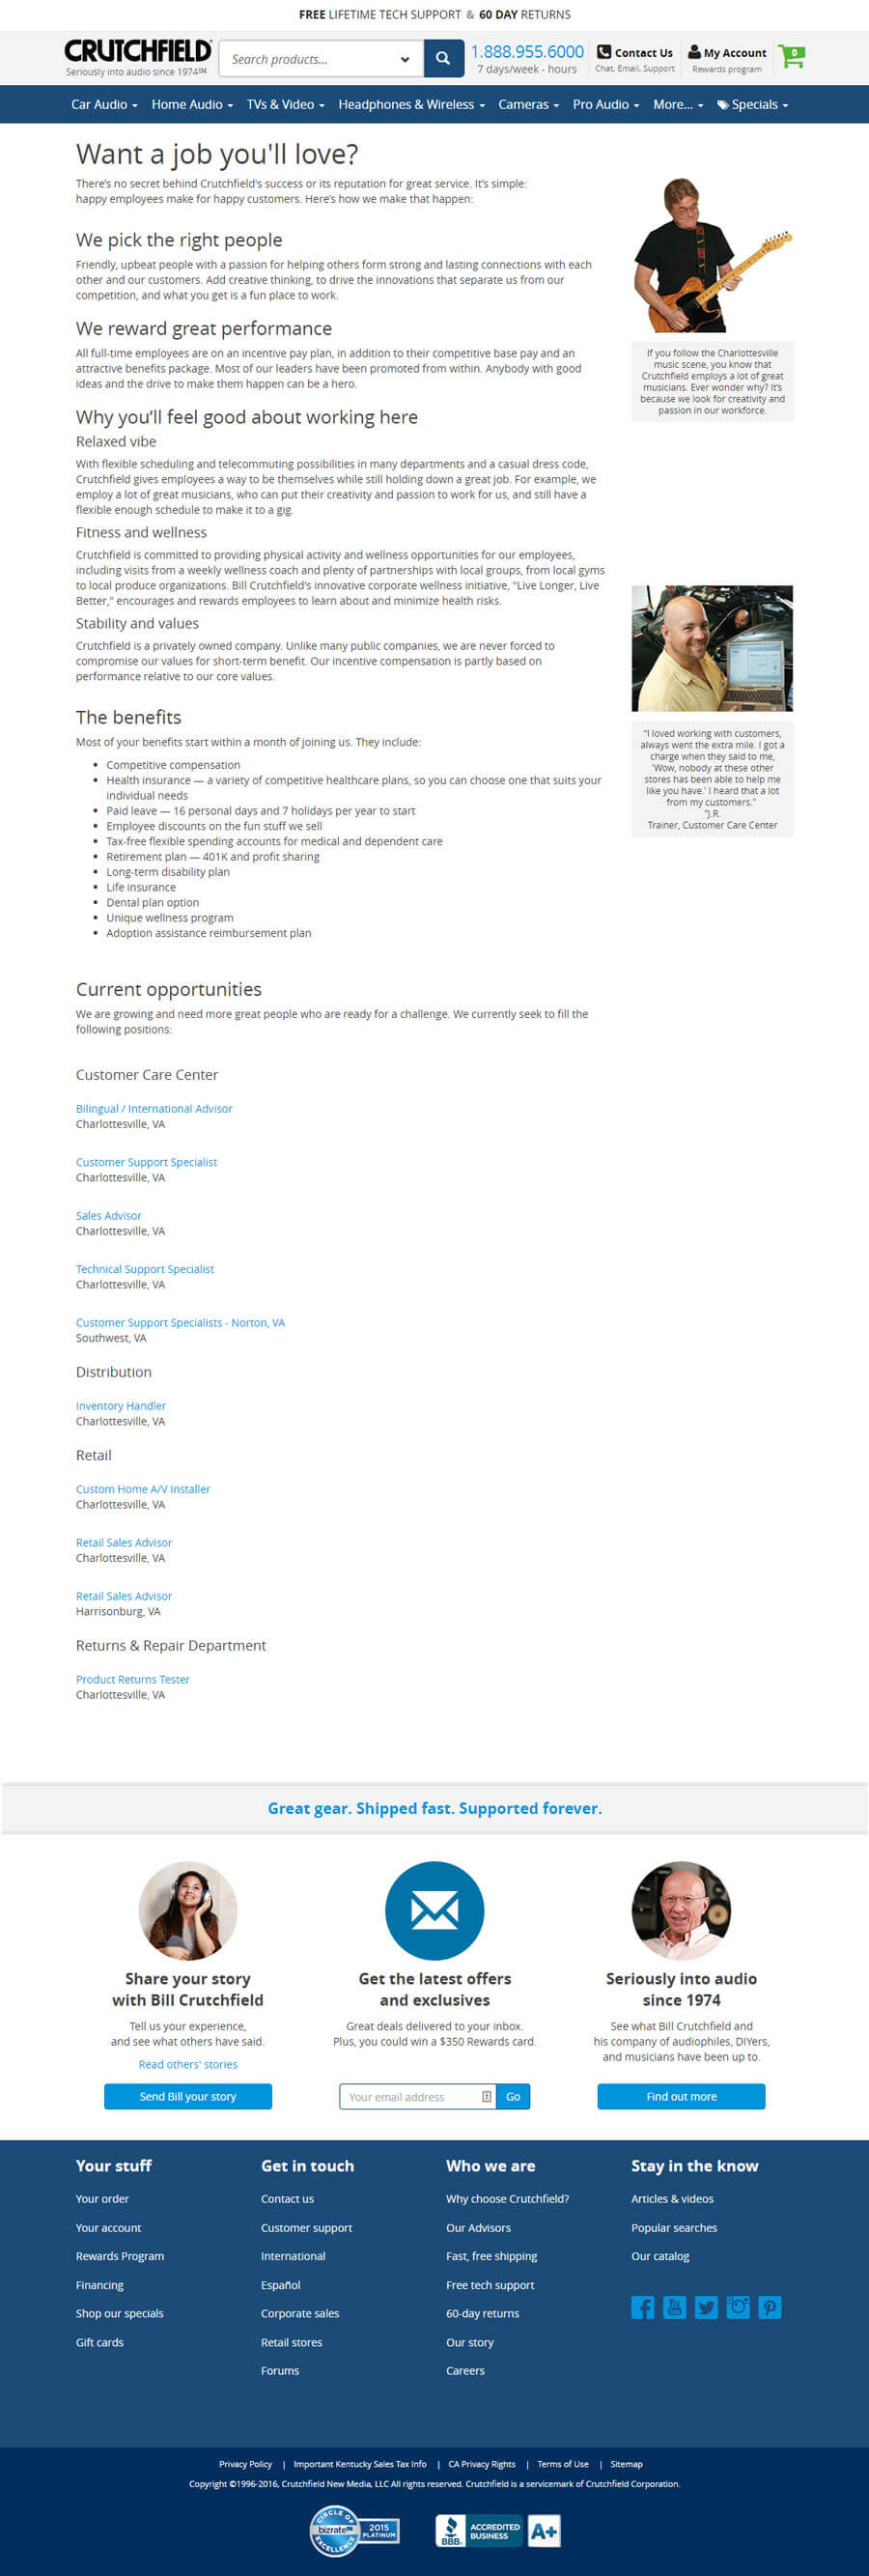 FREE LIFETIME TECH SUPPORT & 60 DAY RETURNS
CRUTCHFIELD
Seriously into audio since 1974℠
Search products...
1.888.955.6000
7 days/week - hours
Contact Us
Chat, Email, Support
My Account
Rewards program
0
Car Audio Home Audio TVs & Video Headphones & Wireless Cameras Pro Audio More... Specials
Want a job you'll love?
There's no secret behind Crutchfield's success or its reputation for great service. It's simple:
happy employees make for happy customers. Here's how we make that happen:
We pick the right people
Friendly, upbeat people with a passion for helping others form strong and lasting connections with each
other and our customers. Add creative thinking, to drive the innovations that separate us from our
competition, and what you get is a fun place to work.
We reward great performance
All full-time employees are on an incentive pay plan, in addition to their competitive base pay and an
attractive benefits package. Most of our leaders have been promoted from within. Anybody with good
ideas and the drive to make them happen can be a hero.
If you follow the Charlottesville
music scene, you know that
Crutchfield employs a lot of great
musicians. Ever wonder why? It's
because we look for creativity and
passion in our workforce.
Why you'll feel good about working here
Relaxed vibe
With flexible scheduling and telecommuting possibilities in many departments and a casual dress code,
Crutchfield gives employees a way to be themselves while still holding down a great job. For example, we
employ a lot of great musicians, who can put their creativity and passion to work for us, and still have a
flexible enough schedule to make it to a gig.
Fitness and wellness
Crutchfield is committed to providing physical activity and wellness opportunities for our employees,
including visits from a weekly wellness coach and plenty of partnerships with local groups, from local gyms
to local produce organizations. Bill Crutchfield's innovative corporate wellness initiative, "Live Longer, Live
Better," encourages and rewards employees to learn about and minimize health risks.
Stability and values
Crutchfield is a privately owned company. Unlike many public companies, we are never forced to
compromise our values for short-term benefit. Our incentive compensation is partly based on
performance relative to our core values.
"I loved working with customers,
always went the extra mile. I got a
charge when they said to me,
'Wow, nobody at these other
stores has been able to help me
like you have.' I heard that a lot
from my customers."
"J.R.
Trainer, Customer Care Center
The benefits
Most of your benefits start within a month of joining us. They include:
• Competitive compensation
• Health insurance — a variety of competitive healthcare plans, so you can choose one that suits your
individual needs
• Paid leave — 16 personal days and 7 holidays per year to start
• Employee discounts on the fun stuff we sell
• Tax-free flexible spending accounts for medical and dependent care
• Retirement plan — 401K and profit sharing
• Long-term disability plan
• Life insurance
• Dental plan option
• Unique wellness program
• Adoption assistance reimbursement plan
Current opportunities
We are growing and need more great people who are ready for a challenge. We currently seek to fill the
following positions:
Customer Care Center
Bilingual / International Advisor
Charlottesville, VA
Customer Support Specialist
Charlottesville, VA
Sales Advisor
Charlottesville, VA
Technical Support Specialist
Charlottesville, VA
Customer Support Specialists - Norton, VA
Southwest, VA
Distribution
Inventory Handler
Charlottesville, VA
Retail
Custom Home A/V Installer
Charlottesville, VA
Retail Sales Advisor
Charlottesville, VA
Retail Sales Advisor
Harrisonburg, VA
Returns & Repair Department
Product Returns Tester
Charlottesville, VA
Great gear. Shipped fast. Supported forever.
Share your story
with Bill Crutchfield
Tell us your experience,
and see what others have said.
Read others' stories
Send Bill your story
Get the latest offers
and exclusives
Great deals delivered to your inbox.
Plus, you could win a $350 Rewards card.
Your email address
Go
Seriously into audio
since 1974
See what Bill Crutchfield and
his company of audiophiles, DIYers,
and musicians have been up to.
Find out more
Your stuff
Your order
Your account
Rewards Program
Financing
Shop our specials
Gift cards
Get in touch
Contact us
Customer support
International
Español
Corporate sales
Retail stores
Forums
Who we are
Why choose Crutchfield?
Our Advisors
Fast, free shipping
Free tech support
60-day returns
Our story
Careers
Stay in the know
Articles & videos
Popular searches
Our catalog
You Tube
Privacy Policy | Important Kentucky Sales Tax Info | CA Privacy Rights | Terms of Use | Sitemap
Copyright ©1996-2016, Crutchfield New Media, LLC All rights reserved. Crutchfield is a servicemark of Crutchfield Corporation.
CIRCLE OF
bizrate
EXCELLENCE
2015
PLATINUM
BBB
ACCREDITED
BUSINESS
A+